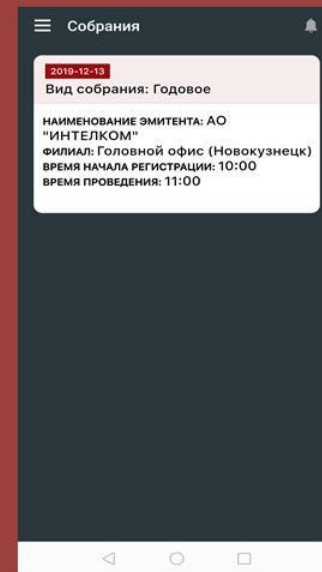 Собрания
2019-12-13
Вид собрания: Годовое
НАИМЕНОВАНИЕ ЭМИТЕНТА: АО
"ИНТЕЛКОМ"
ФИЛИАЛ: Головной офис (Новокузнецк)
ВРЕМЯ НАЧАЛА РЕГИСТРАЦИИ: 10:00
ВРЕМЯ ПРОВЕДЕНИЯ: 11:00